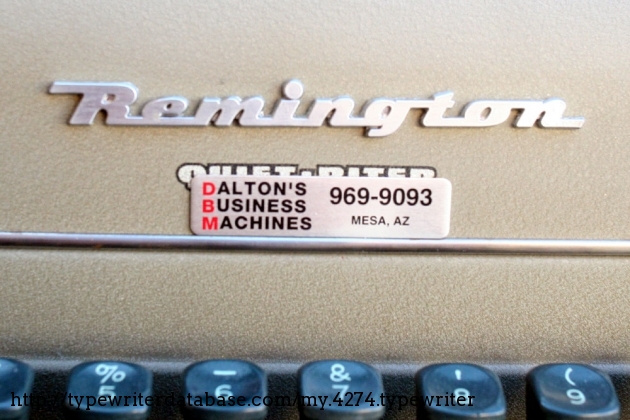 Remington
QUIET-RITER
DALTON'S
BUSINESS
MACHINES
969-9093
MESA, AZ
% 5
— 6
& 7
' 8
( 9
http://typewriterdatabase.com/my.4274.typewriter